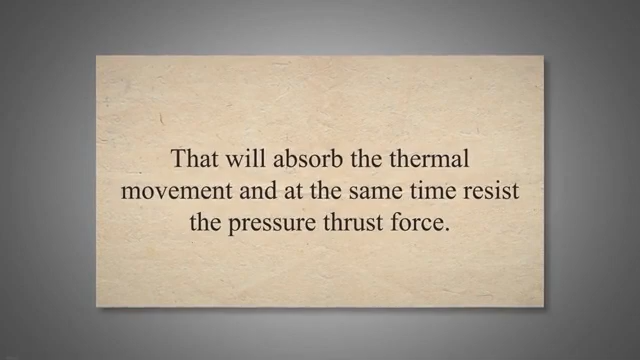 That will absorb the thermal
movement and at the same time resist
the pressure thrust force.